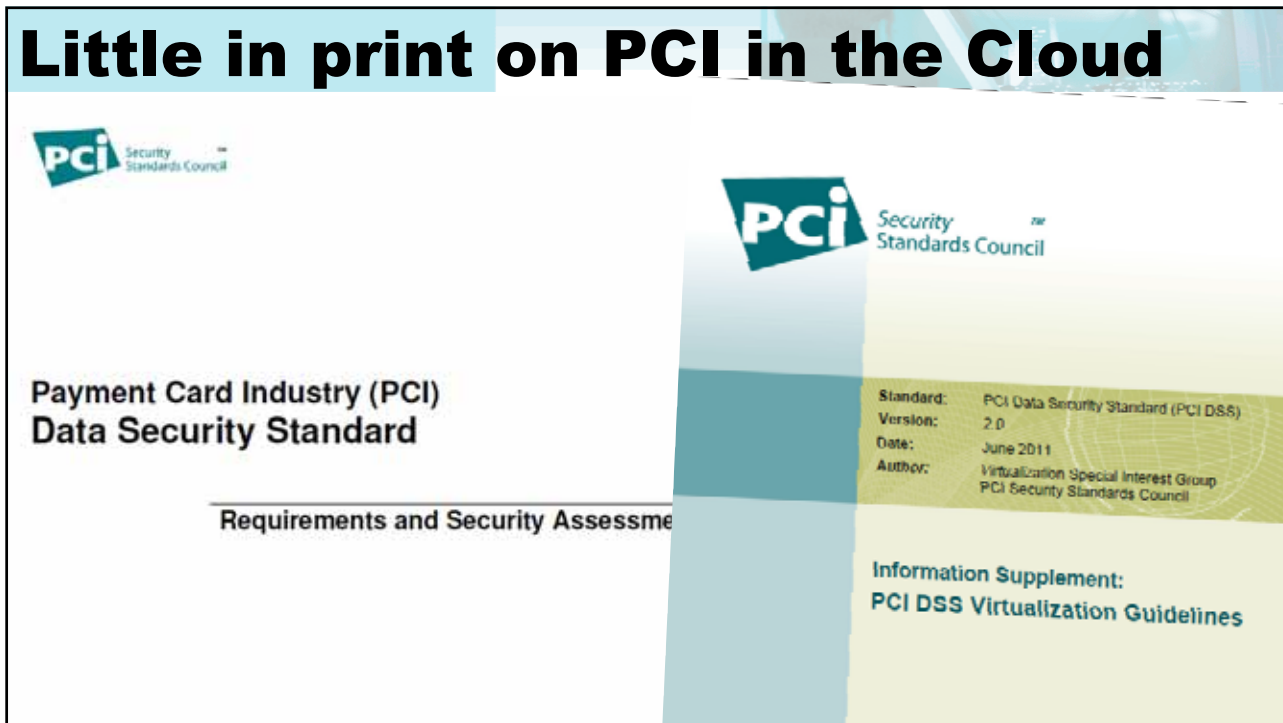 Little in print on PCI in the Cloud
PCi Security ™
Standards Council
PCi Security ™
Standards Council
Payment Card Industry (PCI)
Data Security Standard
Requirements and Security Assessme
Standard: PCI Data Security Standard (PCI DSS)
Version: 2.0
Date: June 2011
Author: Virtualization Special Interest Group
PCI Security Standards Council
Information Supplement:
PCI DSS Virtualization Guidelines